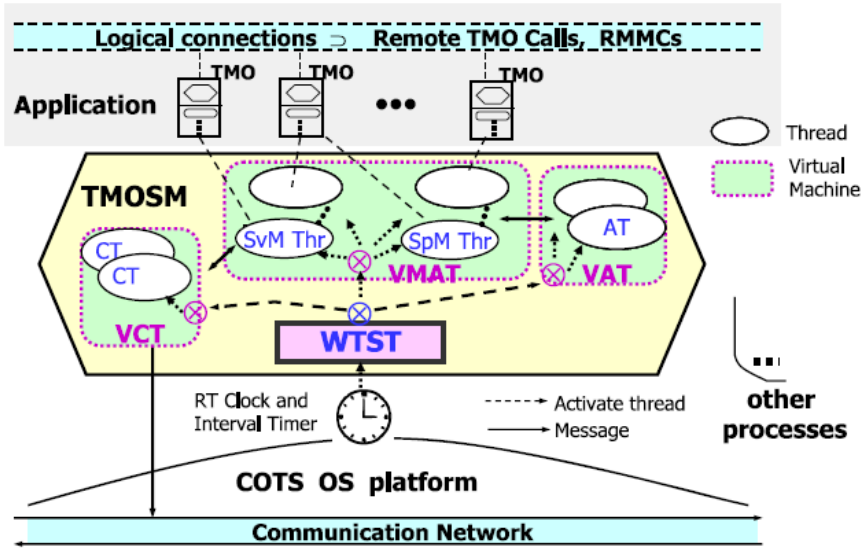 Logical connections ⊃ Remote TMO Calls, RMMCs
TMO
TMO
TMO
Application
•••
Thread
Virtual
Machine
TMOSM
SvM Thr
SpM Thr
AT
CT
CT
VMAT
VAT
VCT
WTST
RT Clock and
Interval Timer
Activate thread
Message
other
processes
COTS OS platform
Communication Network